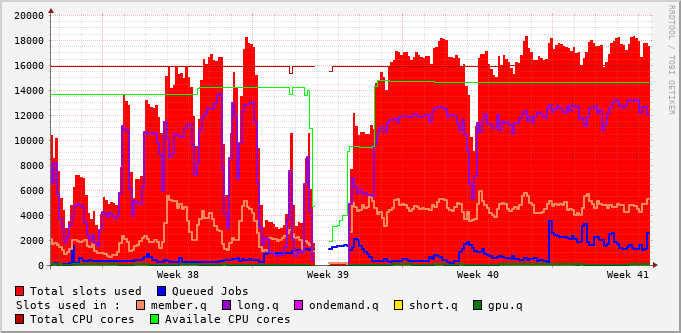 20000
18000
16000
14000
12000
10000
8000
6000
4000
2000
0
Week 38
Week 39
Week 40
Week 41
RRDTOOL / TOBI OETIKER
Total slots used
Queued Jobs
Slots used in :
member.q
long.q
ondemand.q
short.q
gpu.q
Total CPU cores
Availale CPU cores